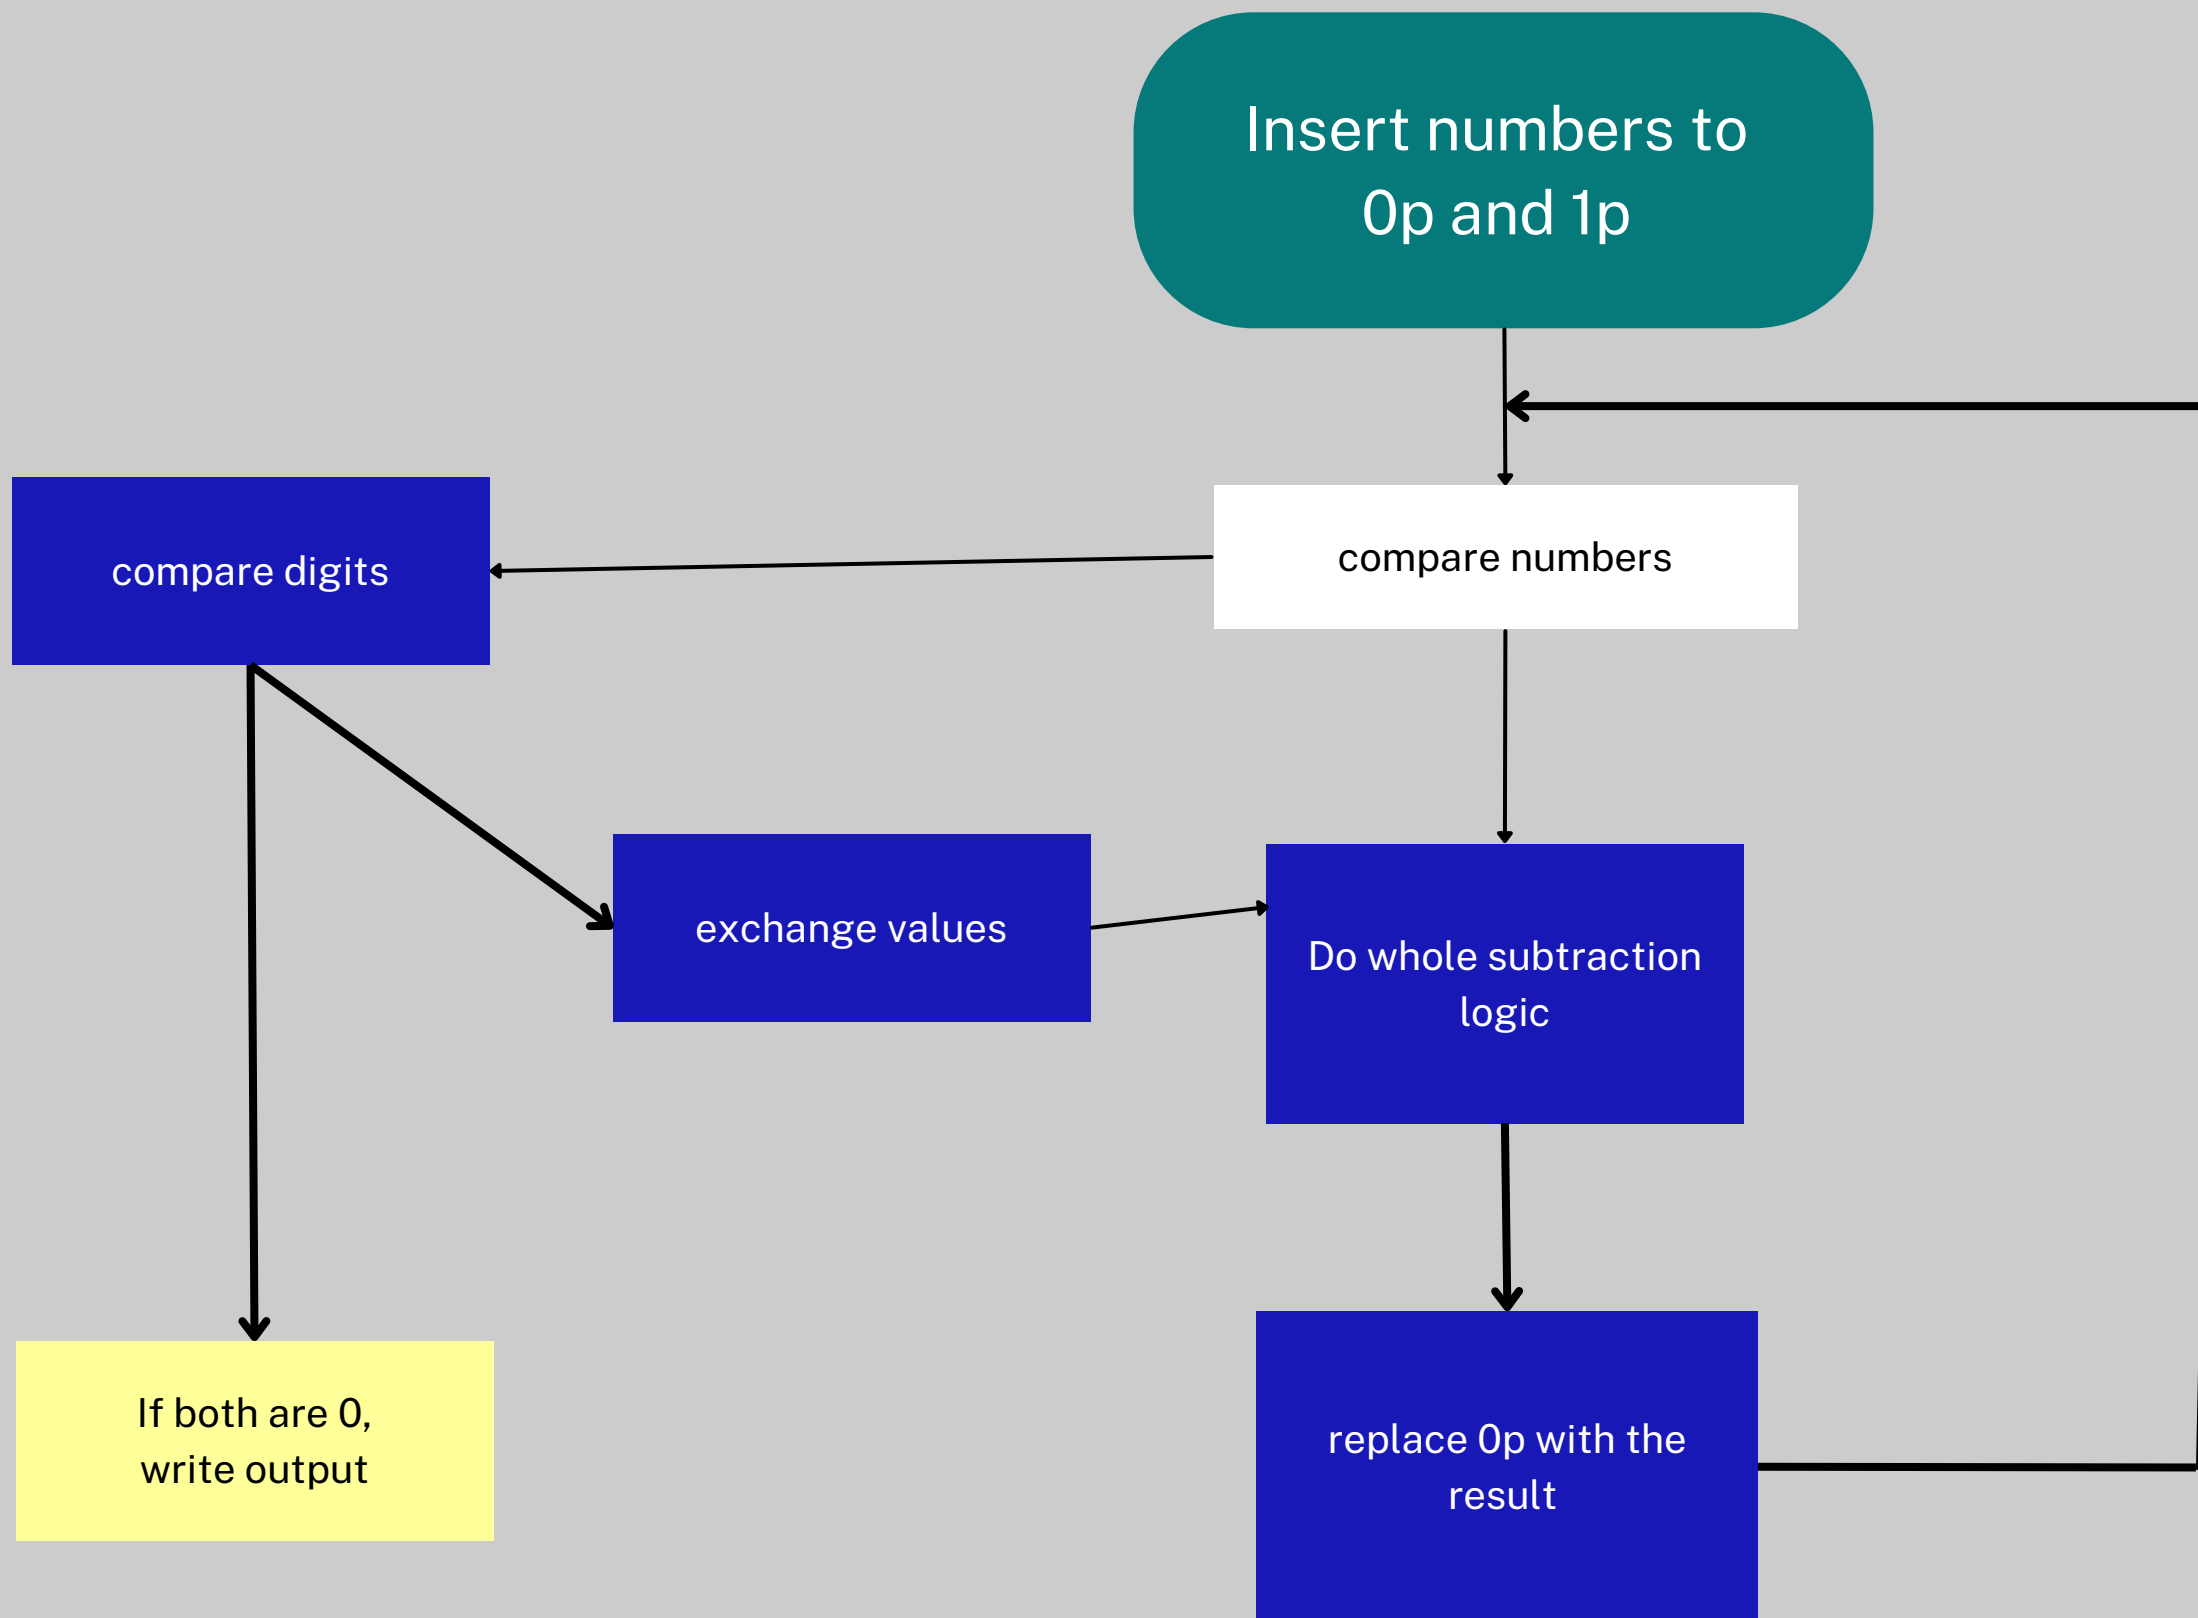 Insert numbers to
0p and 1p
compare digits
compare numbers
exchange values
Do whole subtraction
logic
If both are 0,
write output
replace 0p with the
result